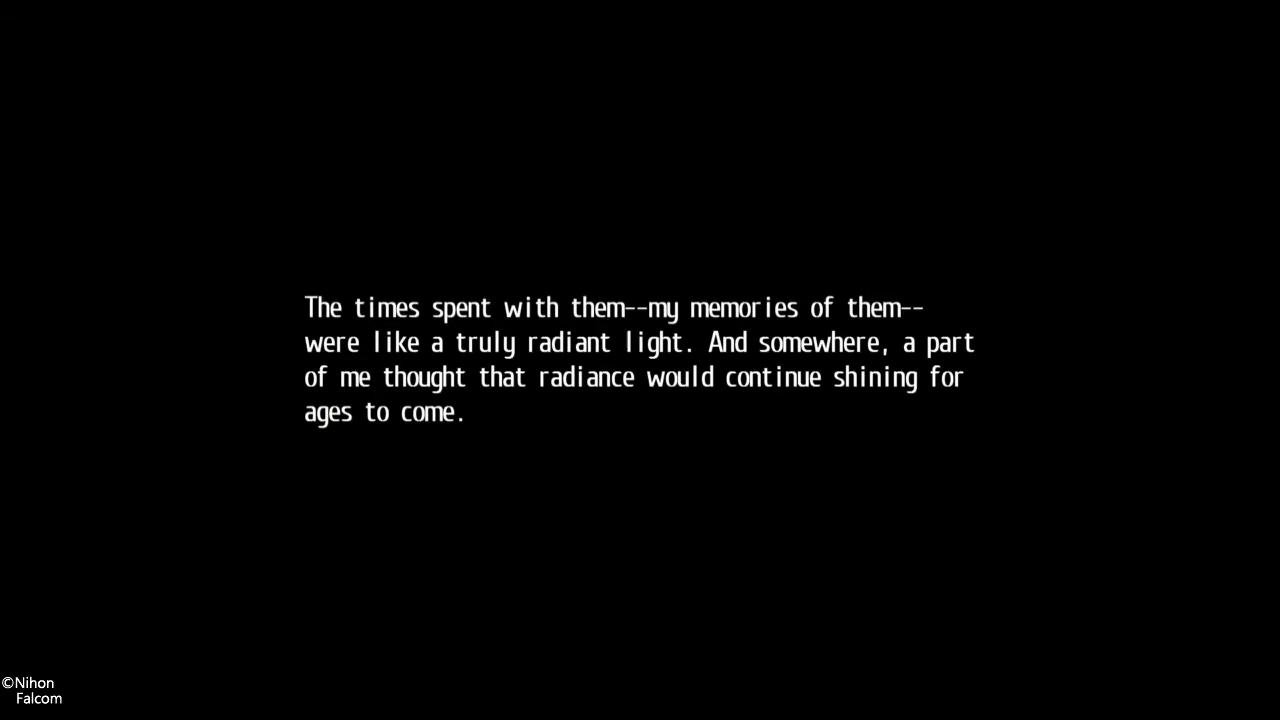 The times spent with them--my memories of them--
were like a truly radiant light. And somewhere, a part
of me thought that radiance would continue shining for
ages to come.
©Nihon
Falcom